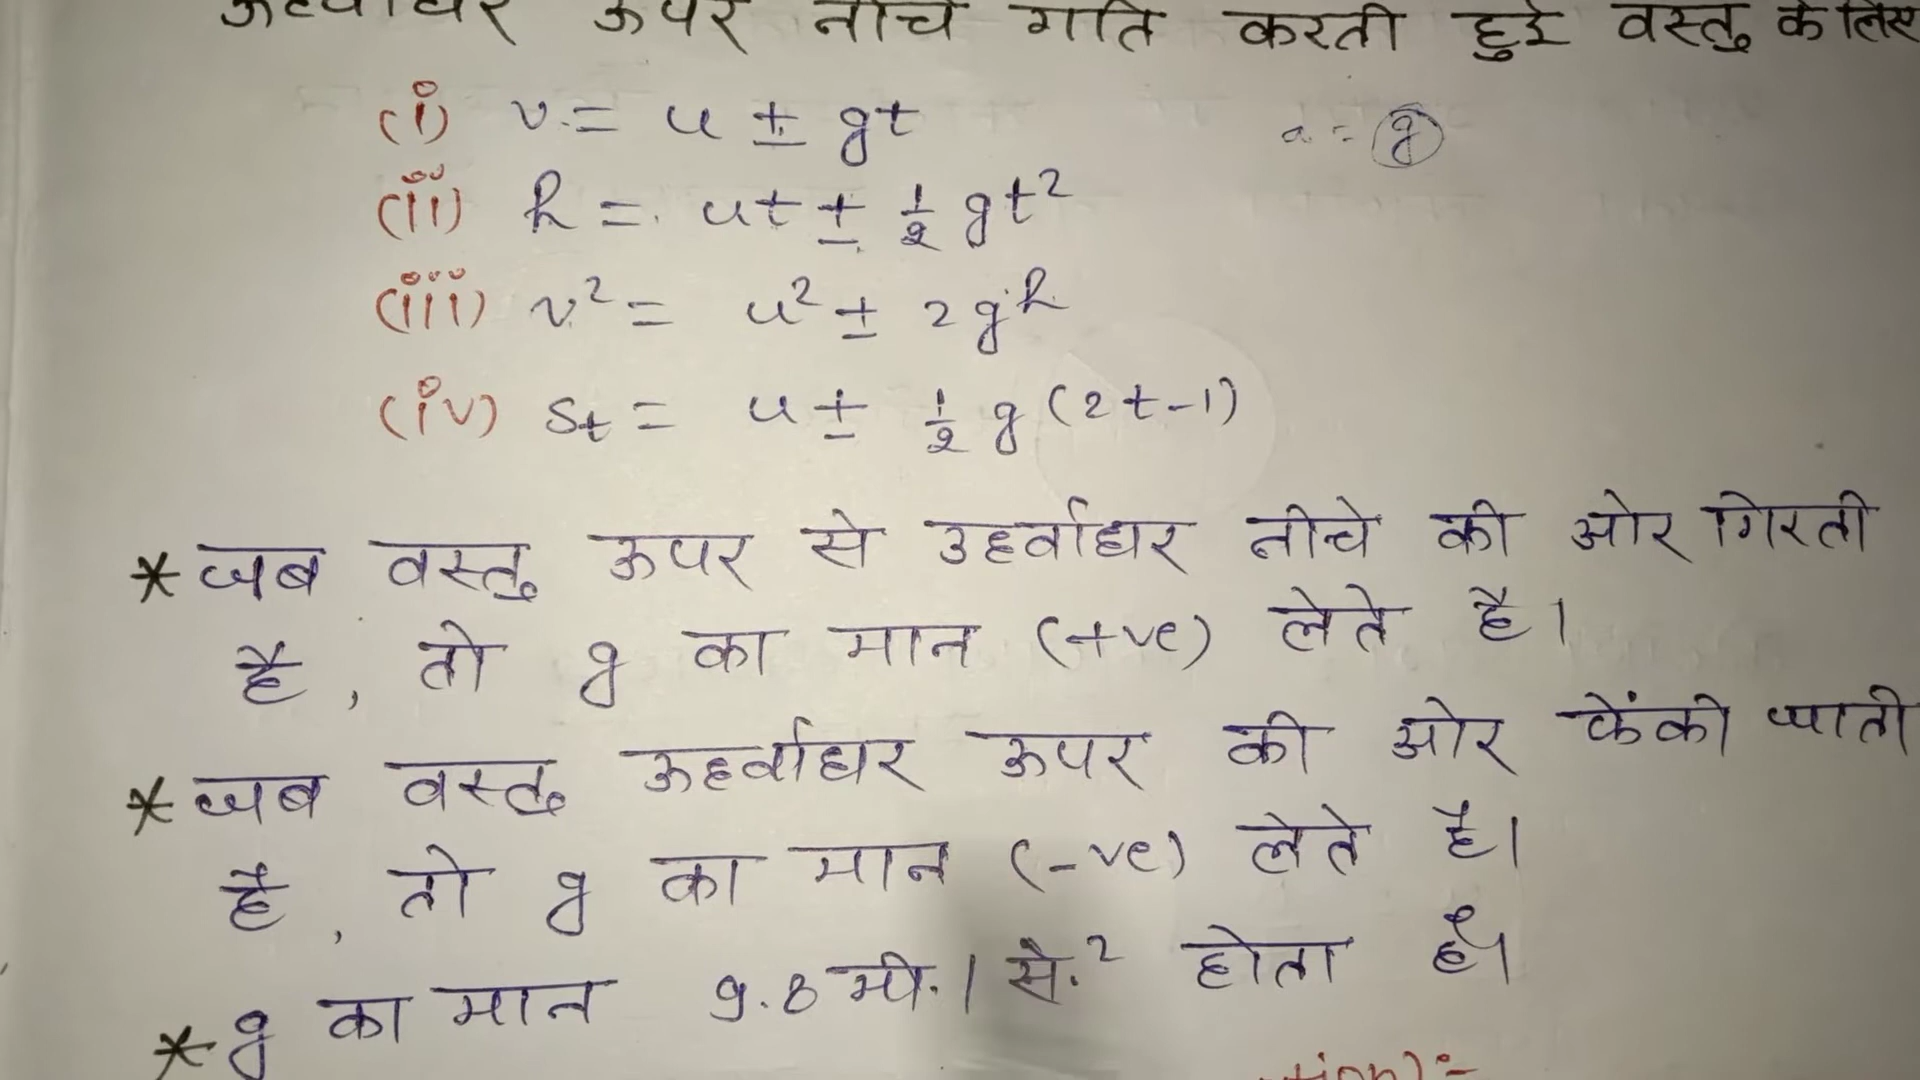 ऊर्ध्वाधर ऊपर नीचे गति करती हुई वस्तु के लिए
(i) v = u ± gt
a = g
(ii) h = ut ± 1/2 gt²
(iii) v² = u² ± 2gh
(iv) St = u ± 1/2 g (2t-1)
* जब वस्तु ऊपर से उर्ध्वाधर नीचे की ओर गिरती
है, तो g का मान (+ve) लेते है।
* जब वस्तु ऊर्ध्वाधर ऊपर की ओर फेंकी जाती
है, तो g का मान (-ve) लेते है।
* g का मान 9.8 मी./सै.² होता है।